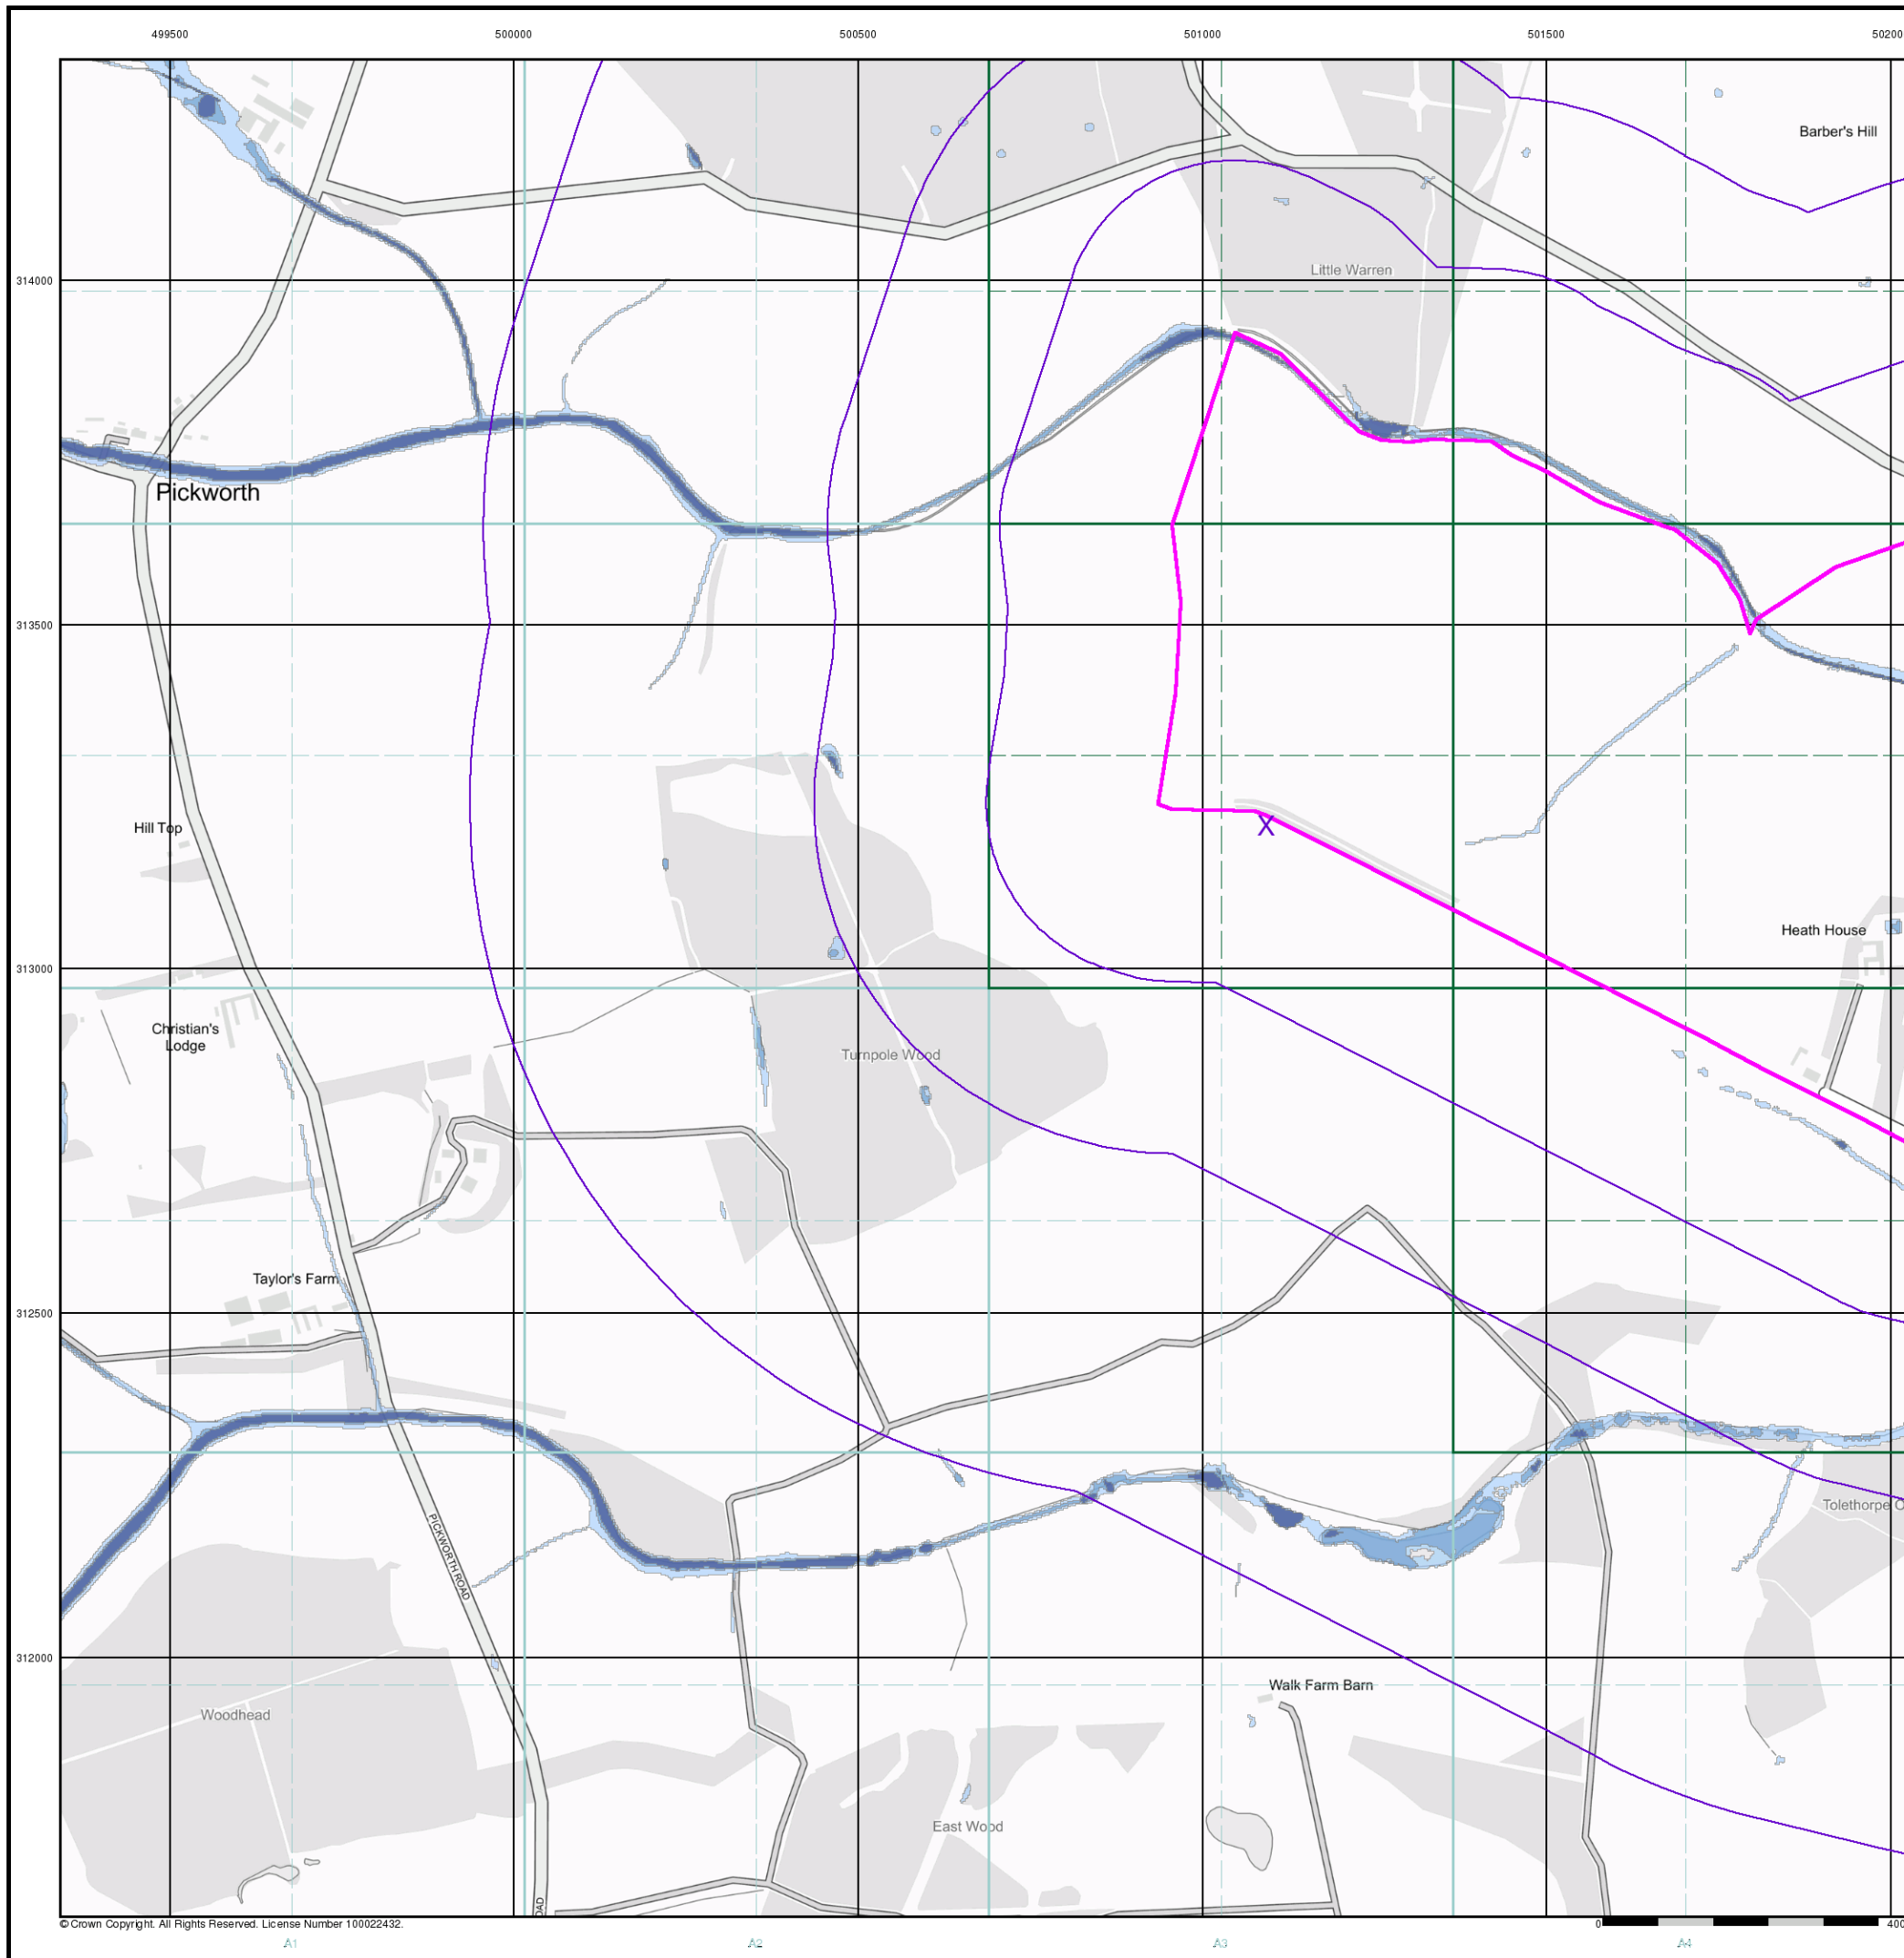 499500 500000 500500 501000 501500 50200
Barber's Hill
Little Warren
314000
Pickworth
313500
Hill Top
Heath House
313000
Christian's
Lodge
Turnpole Wood
X
Taylor's Farm
312500
Tolethorpe O
PICKWORTH ROAD
312000
Walk Farm Barn
Woodhead
East Wood
OAD
© Crown Copyright. All Rights Reserved. License Number 100022432.
0 400
A1 A2 A3 A4